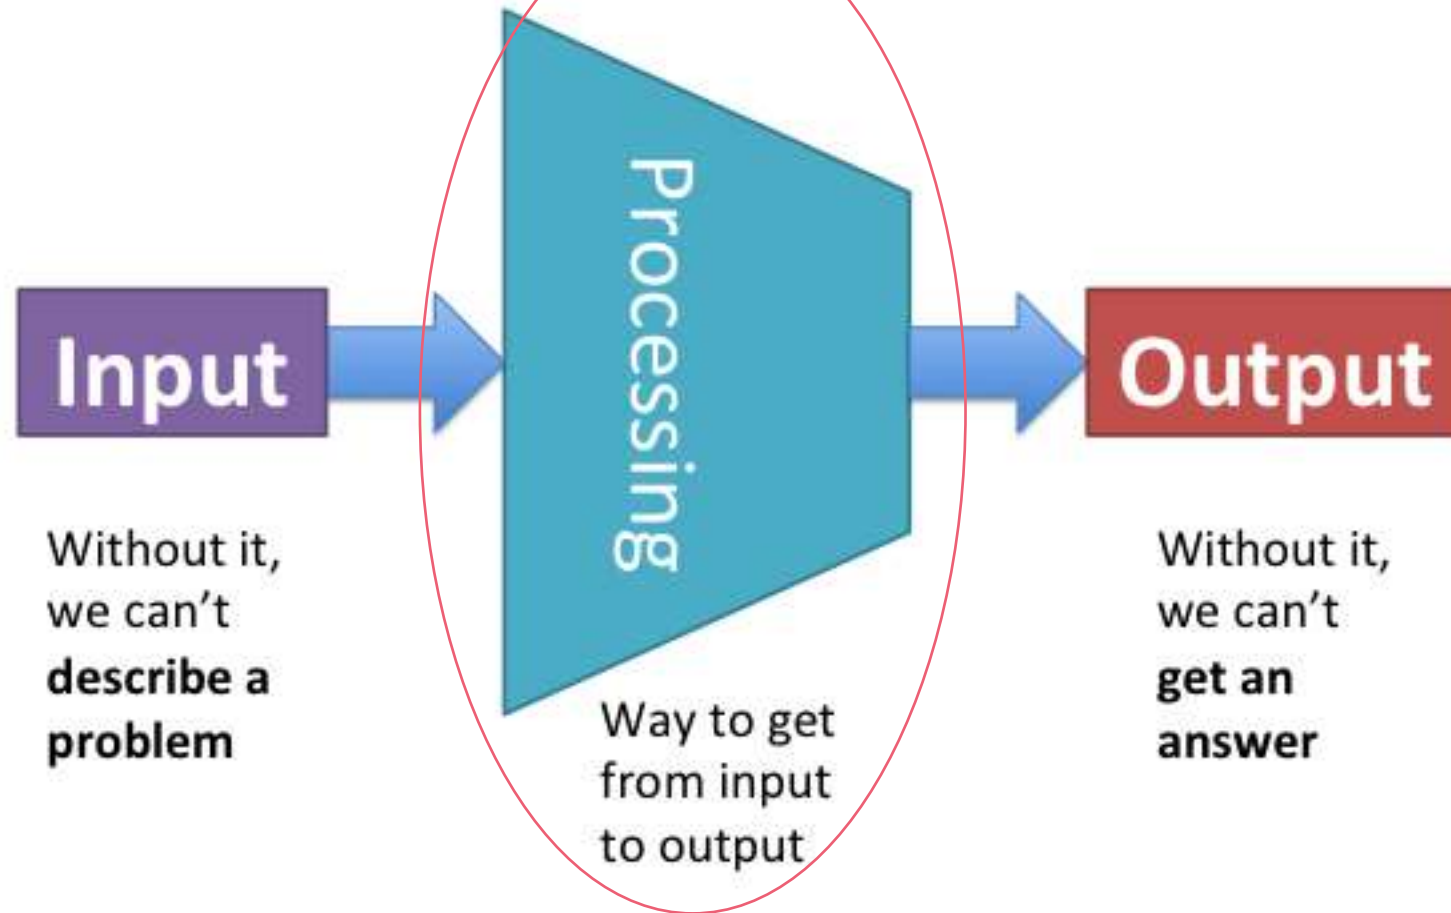 Input
Processing
Output
Without it,
we can't
describe a
problem
Way to get
from input
to output
Without it,
we can't
get an
answer